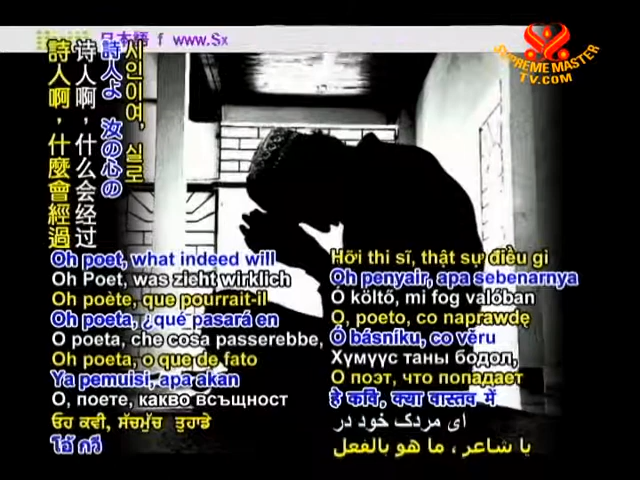 日本語 f www.Sx
SUPREME MASTER
TV.COM
詩人啊，什麼會經過
诗人啊，什么会经过
詩人よ 汝の心の
시인이여, 실로
Oh poet, what indeed will
Oh Poet, was zieht wirklich
Oh poète, que pourrait-il
Oh poeta, ¿qué pasará en
O poeta, che cosa passerebbe,
Oh poeta, o que de fato
Ya pemuisi, apa akan
О, поете, какво всъщност
ਓਹ ਕਵੀ, ਸੱਚਮੁੱਚ ਤੁਹਾਡੇ
โอ้ กวี
Hỡi thi sĩ, thật sự điều gì
Oh penyair, apa sebenarnya
Ó költő, mi fog valóban
O, poeto, co naprawdę
Ó básníku, co věru
Хүмүүс таны бодол,
О поэт, что попадает
हे कवि, क्या वास्तव में
ای مردک خود در
يا شاعر ، ما هو بالفعل